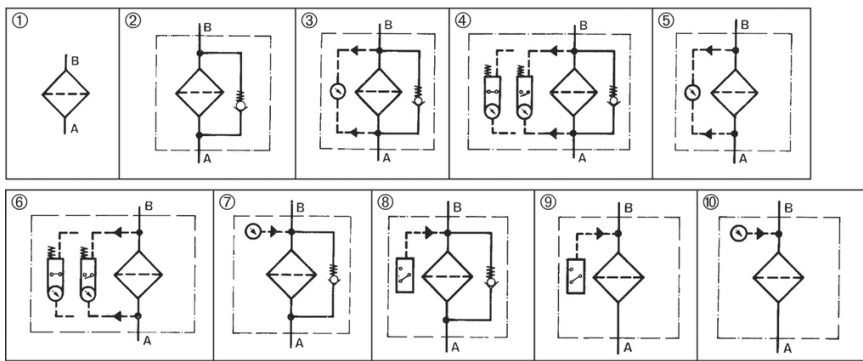 ① B A
② B A
③ B A
④ B A
⑤ B A
⑥ B A
⑦ B A
⑧ B A
⑨ B A
⑩ B A